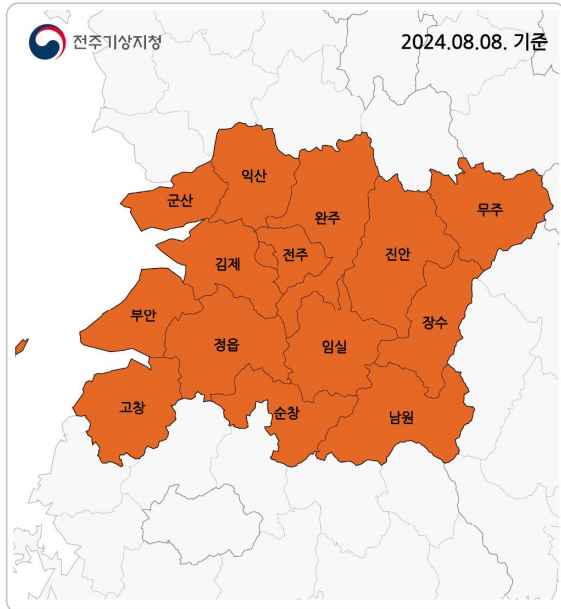 전주기상지청
2024.08.08. 기준
익산
군산
완주
무주
전주
진안
김제
부안
장수
정읍
임실
고창
순창
남원